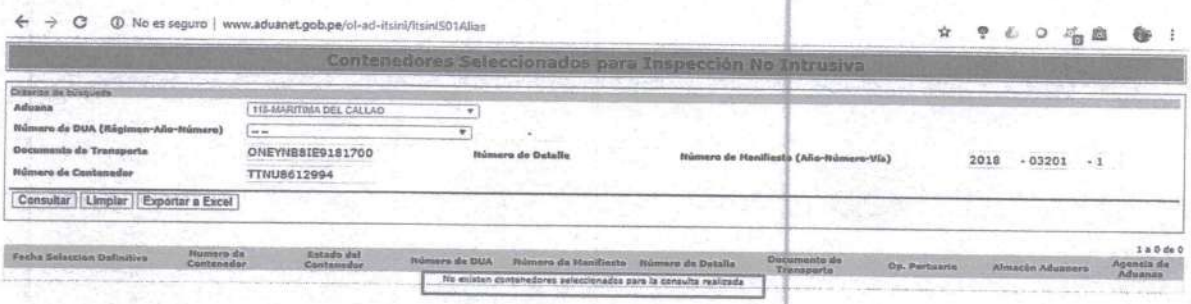 No es seguro | www.aduanet.gob.pe/ol-ad-itsini/itsiniS01Alias
Contenedores Seleccionados para Inspección No Intrusiva
Criterio de búsqueda
Aduana 118-MARITIMA DEL CALLAO
Número de DUA (Régimen-Año-Número) -- -
Documento de Transporte ONEYNB8IE9181700 Número de Detalle Número de Manifiesto (Año-Número-Vía) 2018 - 03201 - 1
Número de Contenedor TTNU8612994
Consultar Limpiar Exportar a Excel
1 a 0 de 0
Fecha Seleccion Definitiva Numero de Contenedor Estado del Contenedor Número de DUA Número de Manifiesto Número de Detalla Documento de Transporte Op. Portuario Almacén Aduanero Agencia de Aduanas
No existen contenedores seleccionados para la consulta realizada